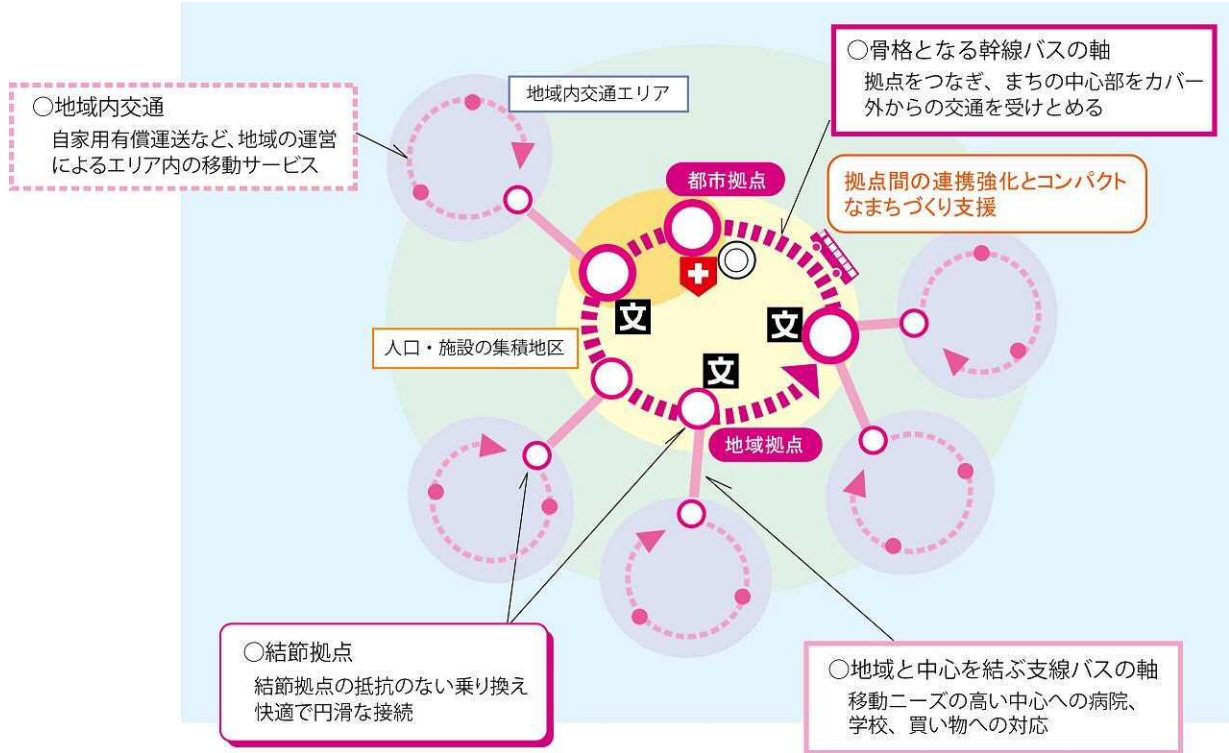 ○地域内交通
自家用有償運送など、地域の運営
によるエリア内の移動サービス
地域内交通エリア
○骨格となる幹線バスの軸
拠点をつなぎ、まちの中心部をカバー
外からの交通を受けとめる
都市拠点
拠点間の連携強化とコンパクト
なまちづくり支援
文
文
文
人口・施設の集積地区
地域拠点
○結節拠点
結節拠点の抵抗のない乗り換え
快適で円滑な接続
○地域と中心を結ぶ支線バスの軸
移動ニーズの高い中心への病院、
学校、買い物への対応